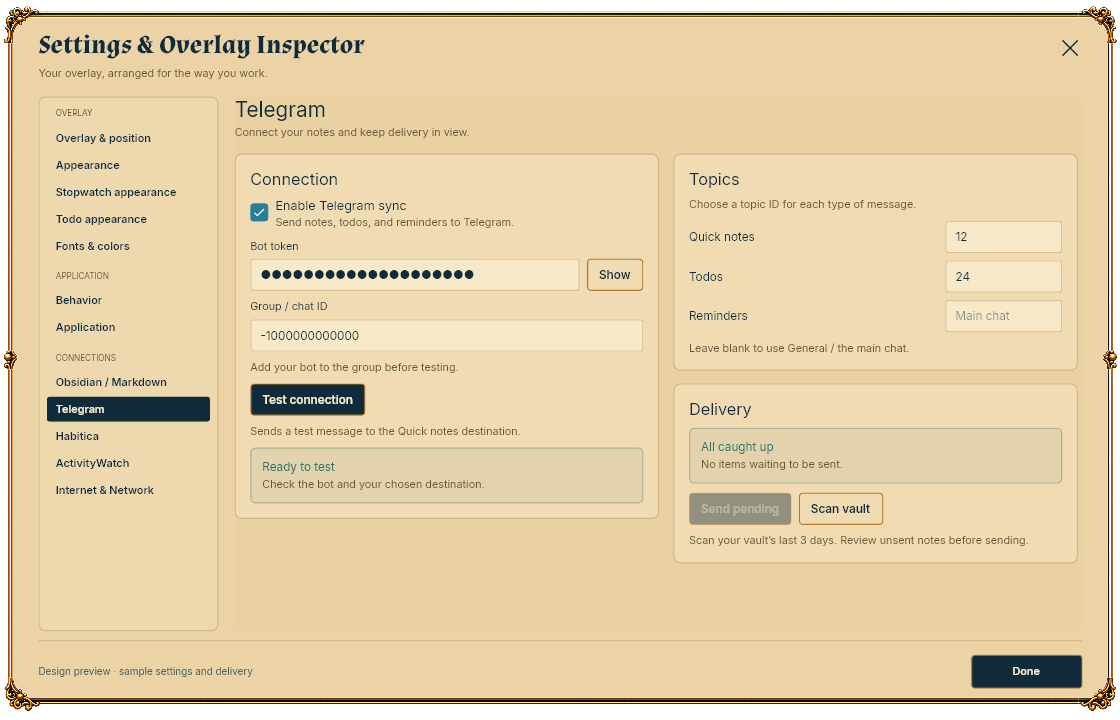 Settings & Overlay Inspector
Your overlay, arranged for the way you work.
OVERLAY
Overlay & position
Appearance
Stopwatch appearance
Todo appearance
Fonts & colors
APPLICATION
Behavior
Application
CONNECTIONS
Obsidian / Markdown
Telegram
Habitica
ActivityWatch
Internet & Network
Telegram
Connect your notes and keep delivery in view.
Connection
Enable Telegram sync
Send notes, todos, and reminders to Telegram.
Bot token
●●●●●●●●●●●●●●●●●●●●
Show
Group / chat ID
-1000000000000
Add your bot to the group before testing.
Test connection
Sends a test message to the Quick notes destination.
Ready to test
Check the bot and your chosen destination.
Topics
Choose a topic ID for each type of message.
Quick notes
12
Todos
24
Reminders
Main chat
Leave blank to use General / the main chat.
Delivery
All caught up
No items waiting to be sent.
Send pending
Scan vault
Scan your vault’s last 3 days. Review unsent notes before sending.
Design preview · sample settings and delivery
Done